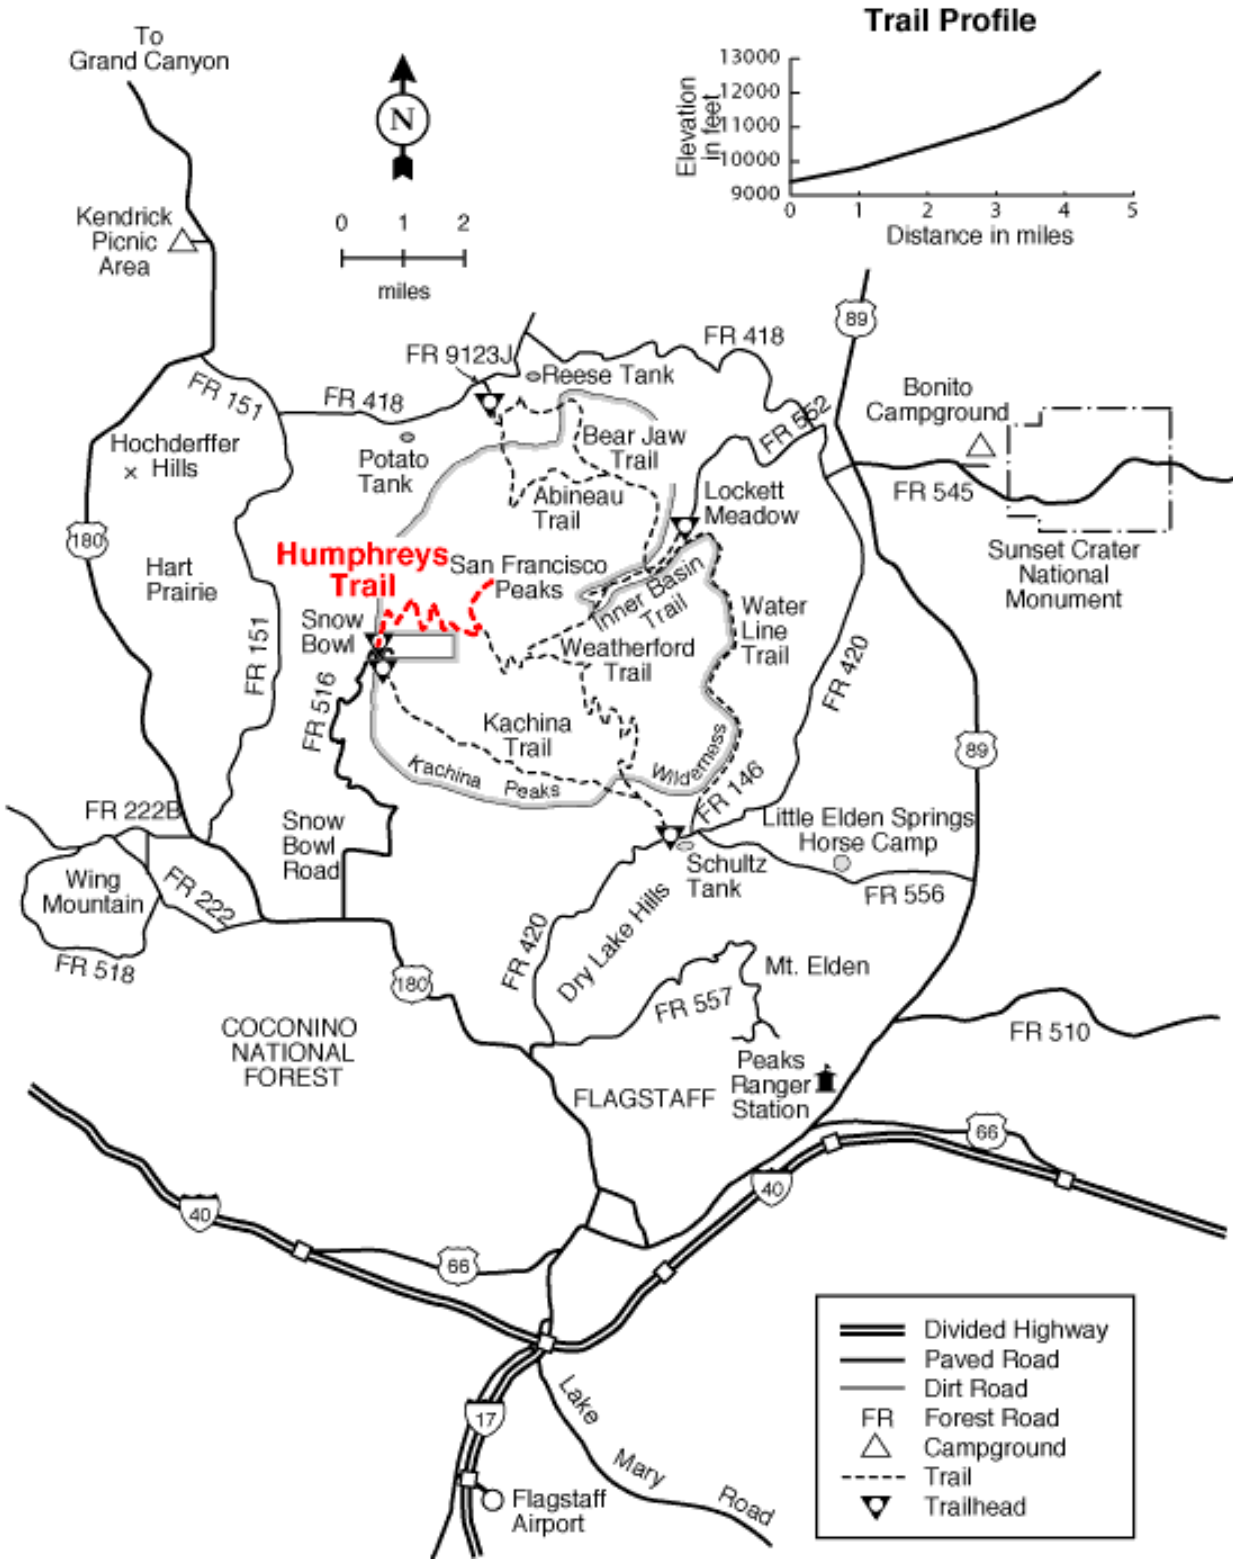 Trail Profile
To
Grand Canyon
N
13000
12000
11000
10000
9000
Elevation
in feet
0
1
2
3
4
5
Distance in miles
Kendrick
Picnic
Area
0
1
2
miles
89
FR 418
FR 9123J
Reese Tank
FR 151
FR 418
Bonito
Campground
FR 552
Hochderffer
Hills
Potato
Tank
Bear Jaw
Trail
Abineau
Trail
Lockett
Meadow
FR 545
180
Hart
Prairie
Humphreys
Trail
San Francisco
Peaks
Sunset Crater
National
Monument
Inner Basin
Trail
Water
Line
Trail
Snow
Bowl
Weatherford
Trail
FR 151
FR 516
FR 420
Kachina
Trail
89
Kachina Peaks Wilderness
FR 146
FR 222B
Snow
Bowl
Road
Little Elden Springs
Horse Camp
Wing
Mountain
FR 222
Schultz
Tank
FR 556
FR 518
FR 420
Dry Lake Hills
180
Mt. Elden
FR 557
COCONINO
NATIONAL
FOREST
FR 510
Peaks
Ranger
Station
FLAGSTAFF
66
40
40
66
17
Lake Mary Road
Flagstaff
Airport
Divided Highway
Paved Road
Dirt Road
FR Forest Road
Campground
Trail
Trailhead